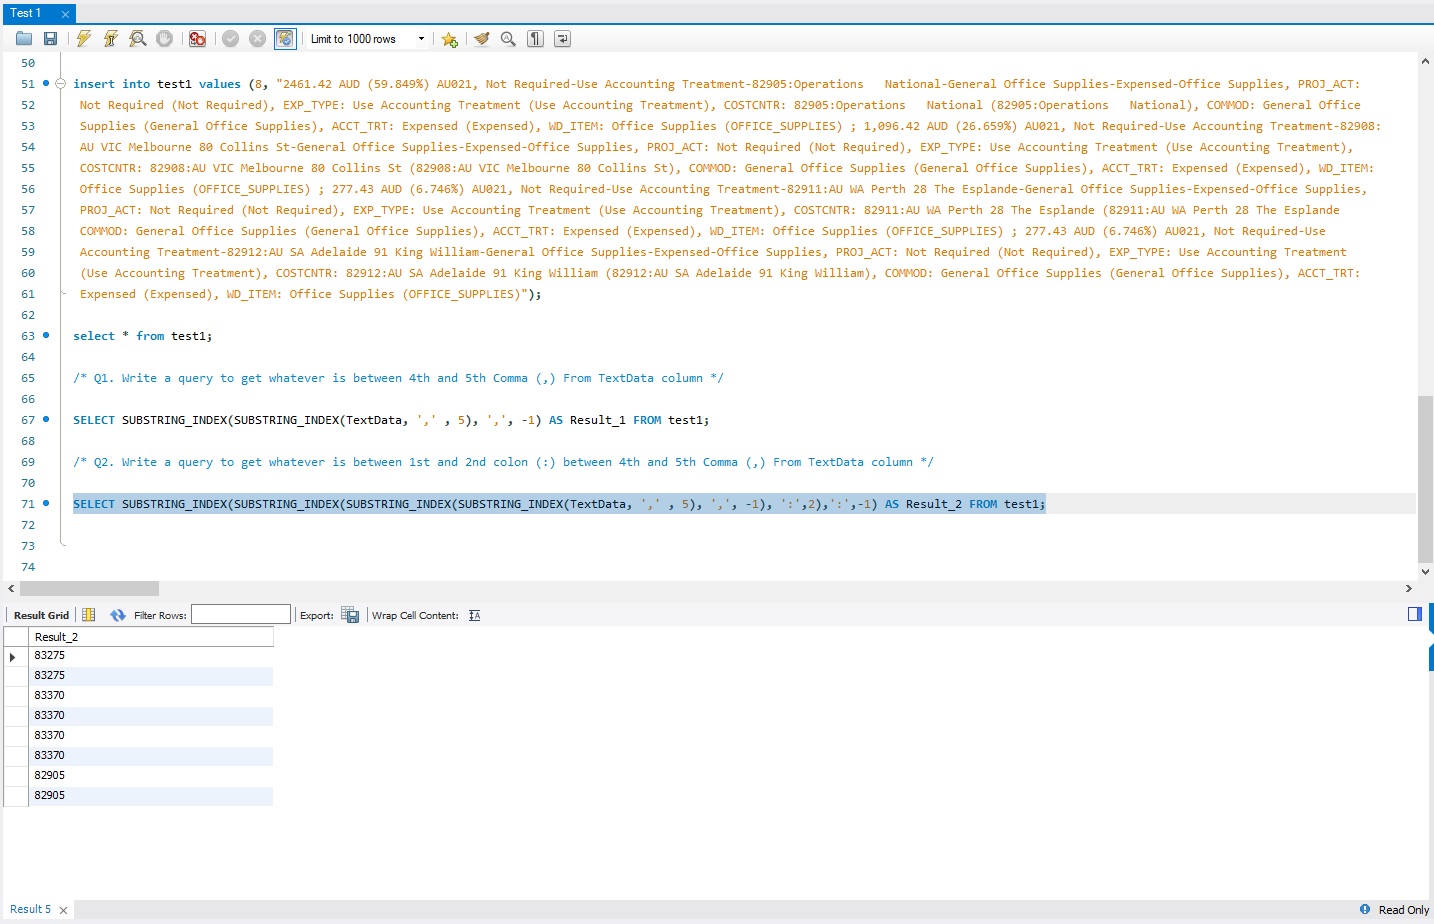 Test 1
Limit to 1000 rows
50
51 insert into test1 values (8, "2461.42 AUD (59.849%) AU021, Not Required-Use Accounting Treatment-82905:Operations   National-General Office Supplies-Expensed-Office Supplies, PROJ_ACT:
52 Not Required (Not Required), EXP_TYPE: Use Accounting Treatment (Use Accounting Treatment), COSTCNTR: 82905:Operations   National (82905:Operations   National), COMMOD: General Office
53 Supplies (General Office Supplies), ACCT_TRT: Expensed (Expensed), WD_ITEM: Office Supplies (OFFICE_SUPPLIES) ; 1,096.42 AUD (26.659%) AU021, Not Required-Use Accounting Treatment-82908:
54 AU VIC Melbourne 80 Collins St-General Office Supplies-Expensed-Office Supplies, PROJ_ACT: Not Required (Not Required), EXP_TYPE: Use Accounting Treatment (Use Accounting Treatment),
55 COSTCNTR: 82908:AU VIC Melbourne 80 Collins St (82908:AU VIC Melbourne 80 Collins St), COMMOD: General Office Supplies (General Office Supplies), ACCT_TRT: Expensed (Expensed), WD_ITEM:
56 Office Supplies (OFFICE_SUPPLIES) ; 277.43 AUD (6.746%) AU021, Not Required-Use Accounting Treatment-82911:AU WA Perth 28 The Esplande-General Office Supplies-Expensed-Office Supplies,
57 PROJ_ACT: Not Required (Not Required), EXP_TYPE: Use Accounting Treatment (Use Accounting Treatment), COSTCNTR: 82911:AU WA Perth 28 The Esplande (82911:AU WA Perth 28 The Esplande
58 COMMOD: General Office Supplies (General Office Supplies), ACCT_TRT: Expensed (Expensed), WD_ITEM: Office Supplies (OFFICE_SUPPLIES) ; 277.43 AUD (6.746%) AU021, Not Required-Use
59 Accounting Treatment-82912:AU SA Adelaide 91 King William-General Office Supplies-Expensed-Office Supplies, PROJ_ACT: Not Required (Not Required), EXP_TYPE: Use Accounting Treatment
60 (Use Accounting Treatment), COSTCNTR: 82912:AU SA Adelaide 91 King William (82912:AU SA Adelaide 91 King William), COMMOD: General Office Supplies (General Office Supplies), ACCT_TRT:
61 Expensed (Expensed), WD_ITEM: Office Supplies (OFFICE_SUPPLIES)");
62
63 select * from test1;
64
65 /* Q1. Write a query to get whatever is between 4th and 5th Comma (,) From TextData column */
66
67 SELECT SUBSTRING_INDEX(SUBSTRING_INDEX(TextData, ',' , 5), ',', -1) AS Result_1 FROM test1;
68
69 /* Q2. Write a query to get whatever is between 1st and 2nd colon (:) between 4th and 5th Comma (,) From TextData column */
70
71 SELECT SUBSTRING_INDEX(SUBSTRING_INDEX(SUBSTRING_INDEX(SUBSTRING_INDEX(TextData, ',' , 5), ',', -1), ':',2),':',-1) AS Result_2 FROM test1;
72
73
74
Result Grid Filter Rows: Export: Wrap Cell Content:
Result_2
83275
83275
83370
83370
83370
83370
82905
82905
Result 5 Read Only